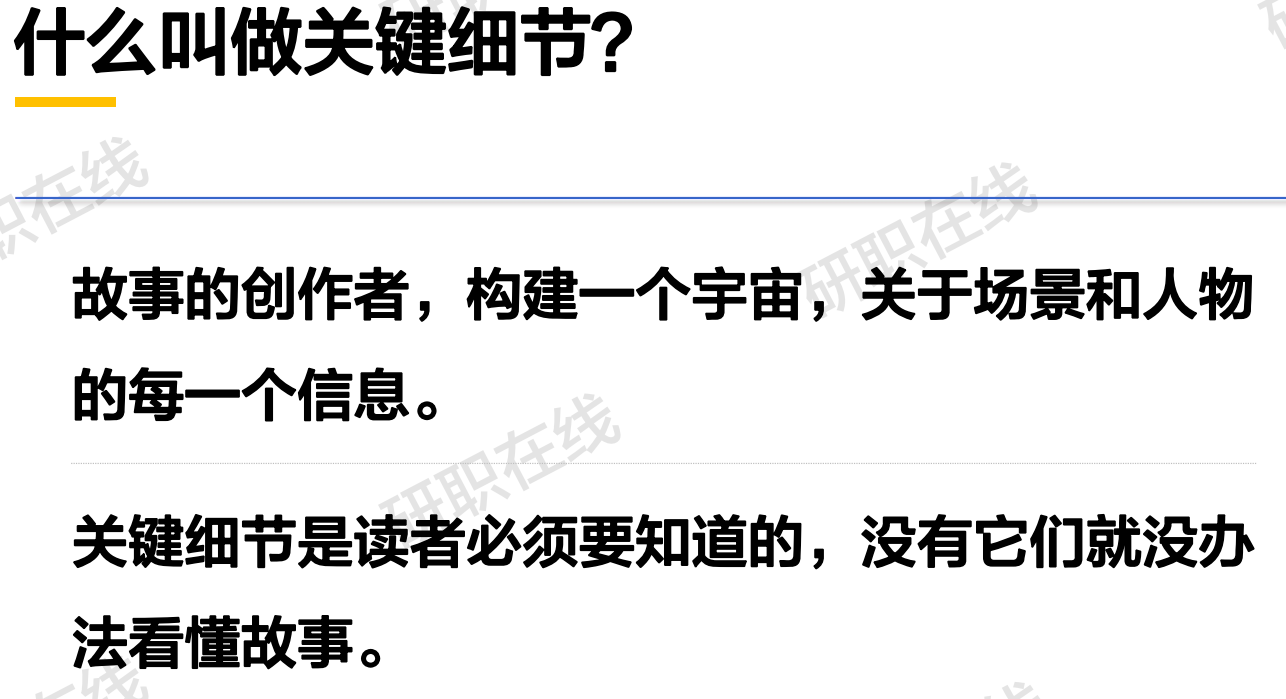 什么叫做关键细节?
研职在线
研职在线
故事的创作者，构建一个宇宙，关于场景和人物
的每一个信息。
研职在线
关键细节是读者必须要知道的，没有它们就没办
法看懂故事。